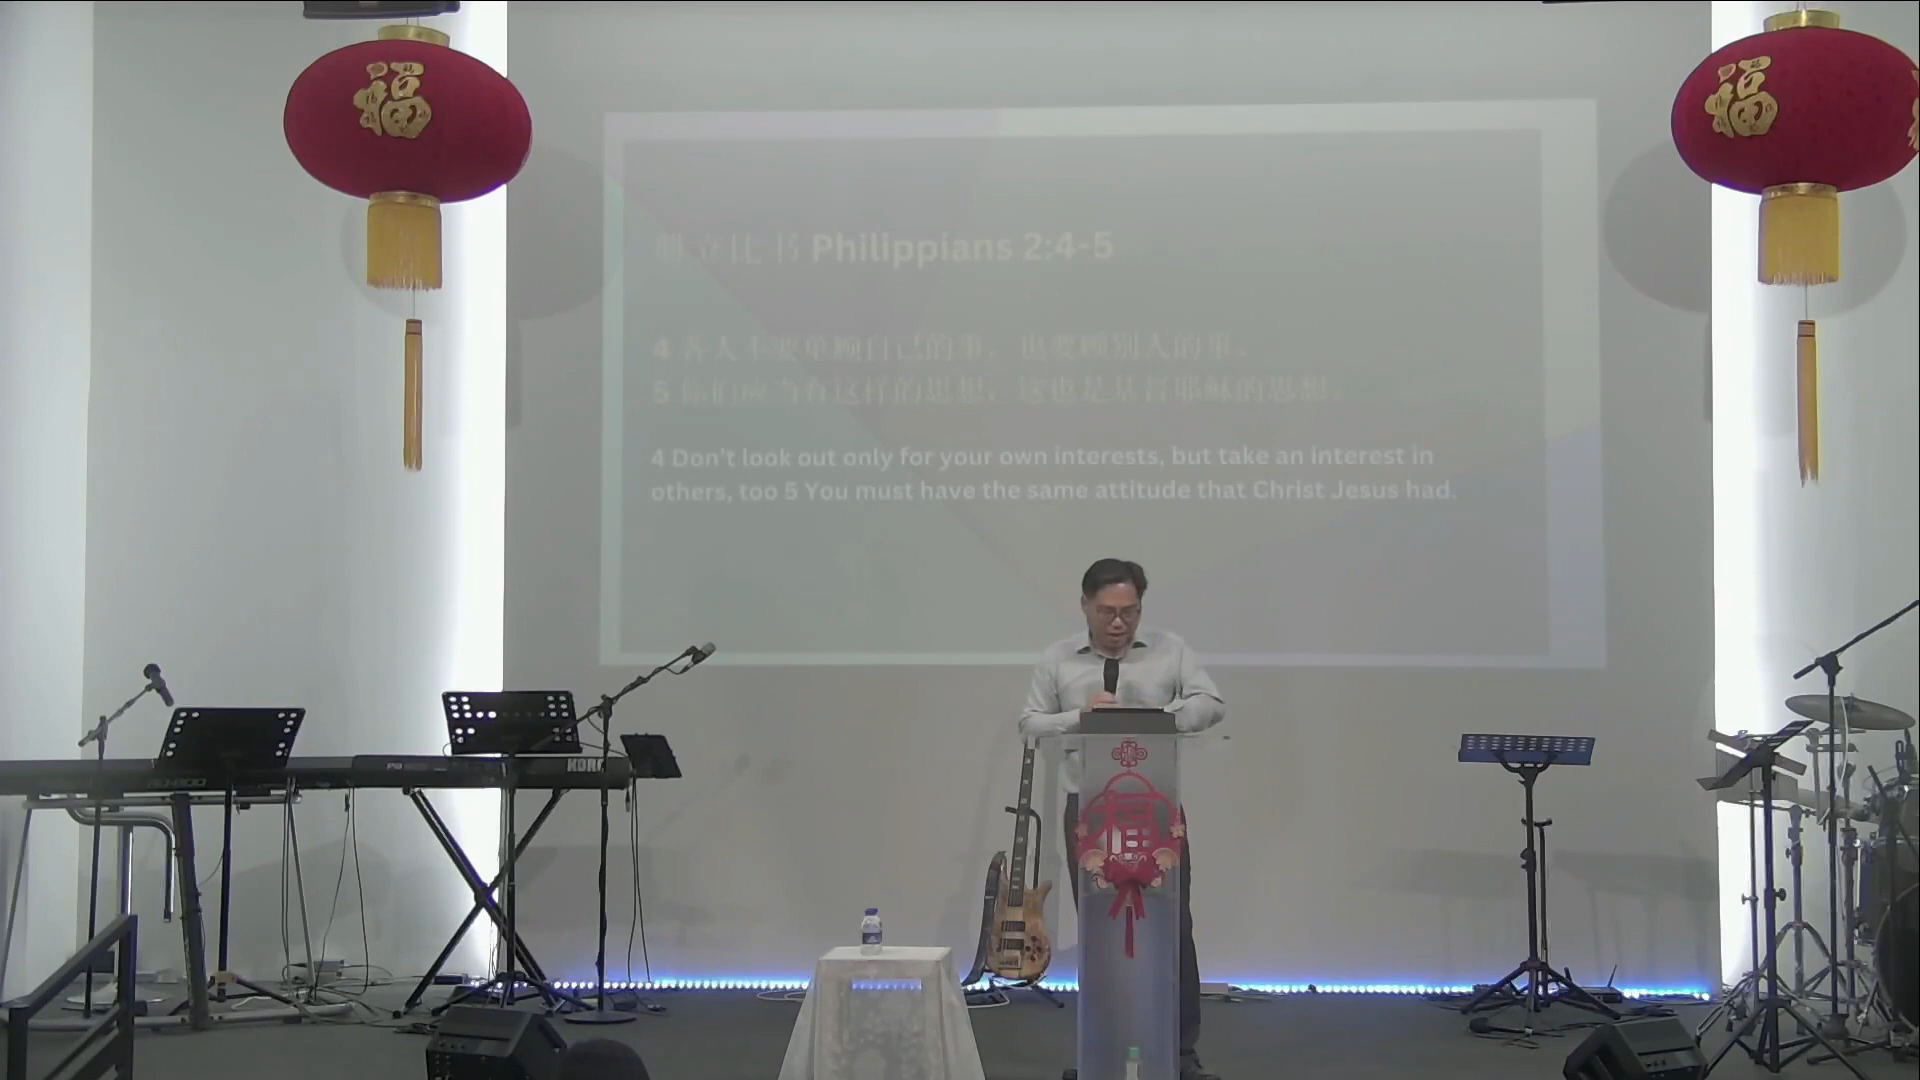 福
福
腓立比书 Philippians 2:4-5
4 各人不要单顾自己的事，也要顾别人的事。
5 你们应当有这样的思想，这也是基督耶稣的思想。
4 Don't look out only for your own interests, but take an interest in
others, too 5 You must have the same attitude that Christ Jesus had.
KORG
福